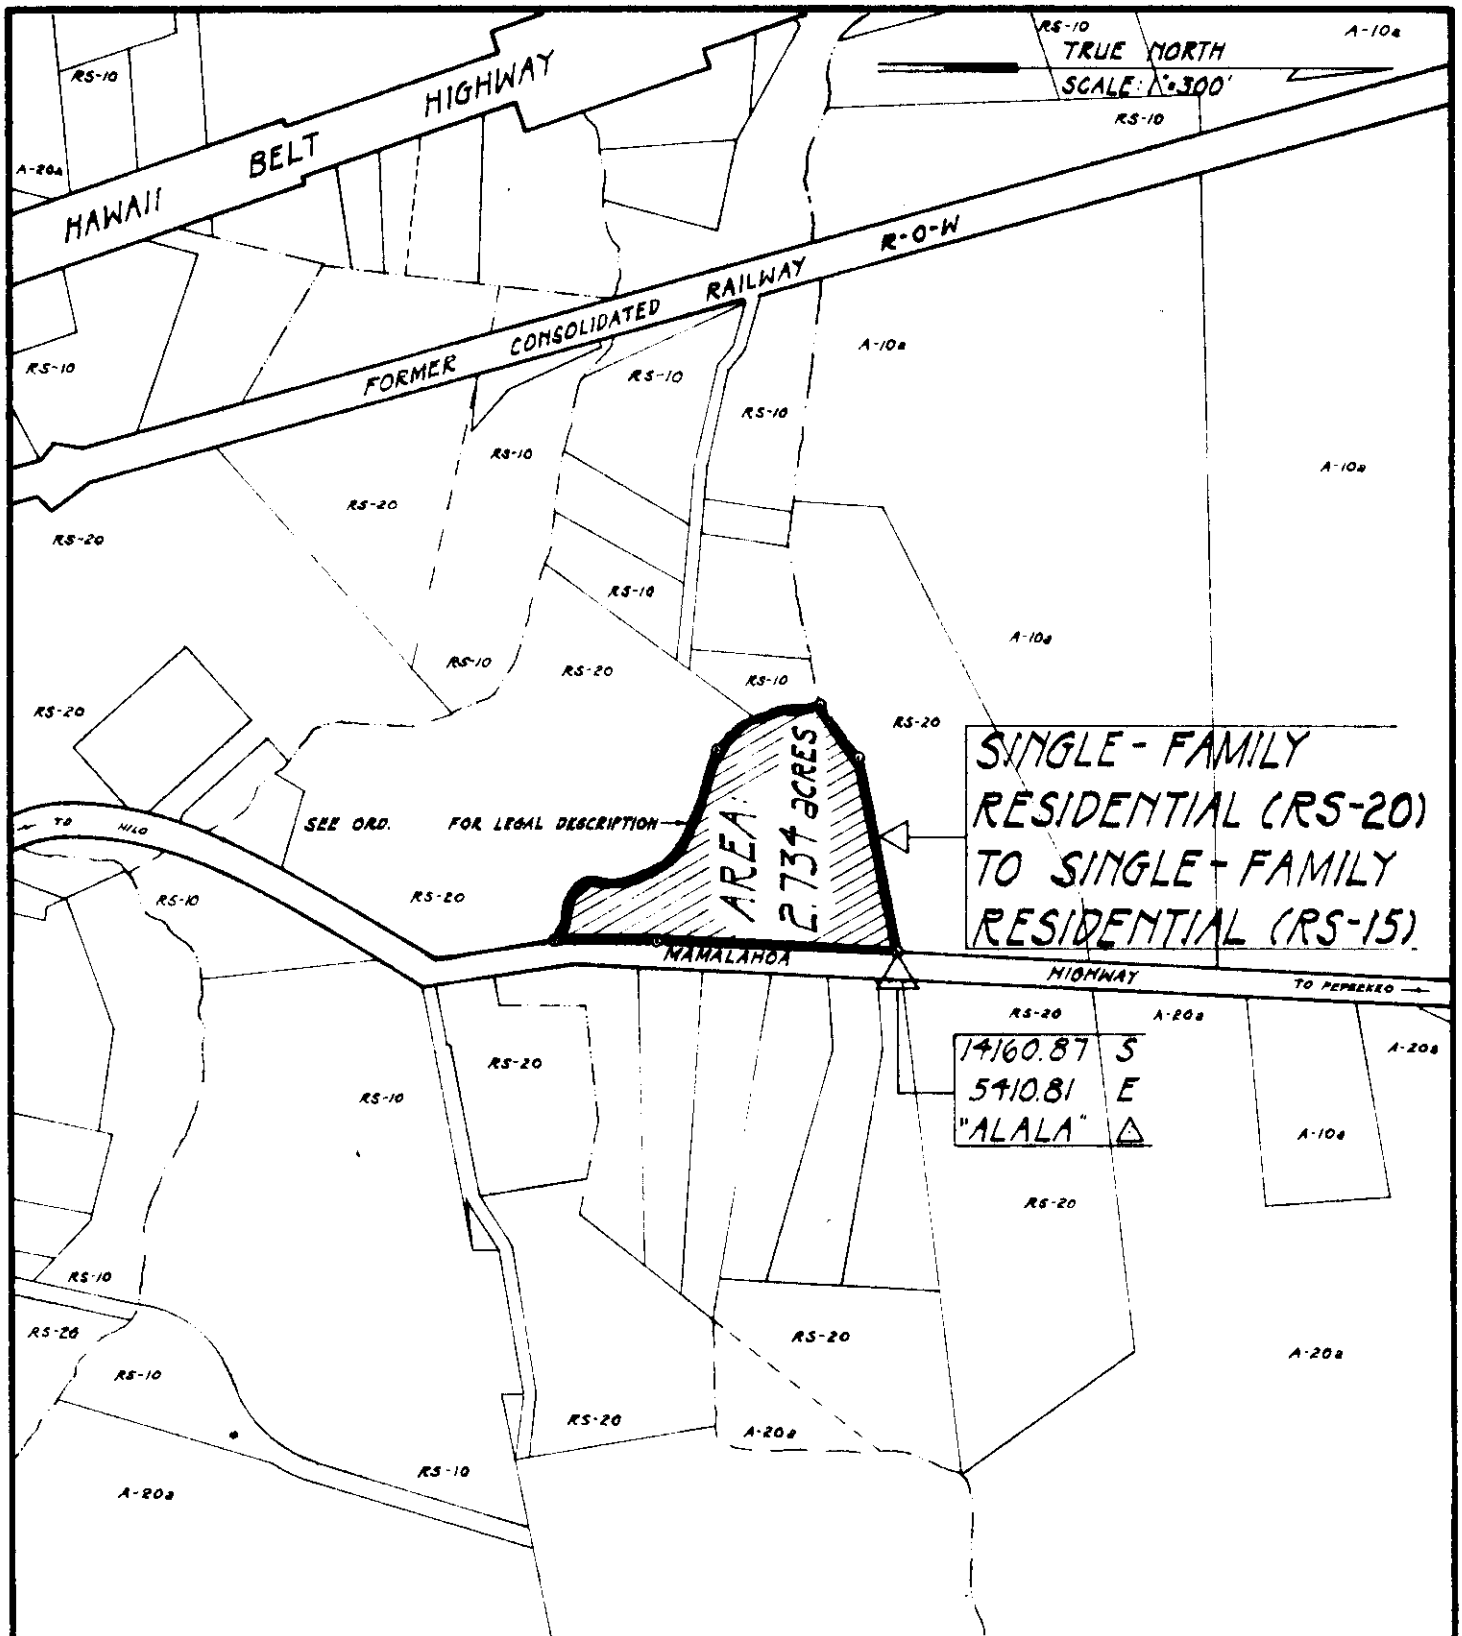 RS-10
A-10a
TRUE NORTH
SCALE: 1"=300'
RS-10
RS-10
HAWAII BELT HIGHWAY
A-20a
R-O-W
FORMER CONSOLIDATED RAILWAY
A-10a
RS-10
RS-10
RS-10
RS-10
A-10a
RS-20
RS-20
RS-10
A-10a
RS-10
RS-20
RS-10
RS-20
RS-20
SINGLE-FAMILY
RESIDENTIAL (RS-20)
TO SINGLE-FAMILY
RESIDENTIAL (RS-15)
AREA:
2.734 acres
← TO HILO
SEE ORD. FOR LEGAL DESCRIPTION
RS-10
RS-20
MAMALAHOA HIGHWAY
TO PEPEEKEO →
RS-20
A-20a
A-20a
14160.87 S
5410.81 E
"ALALA" △
RS-20
RS-10
A-10a
RS-20
RS-10
RS-20
RS-20
A-20a
RS-10
RS-20
A-20a
RS-10
A-20a